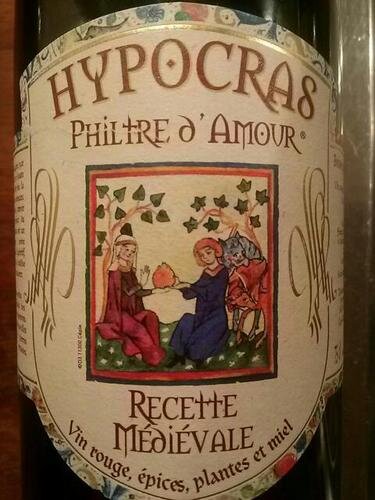 HYPOCRAS
PHILTRE d'AMOUR®
RECETTE
MÉdIÉVALE
Vin rouge, épices, plantes et miel